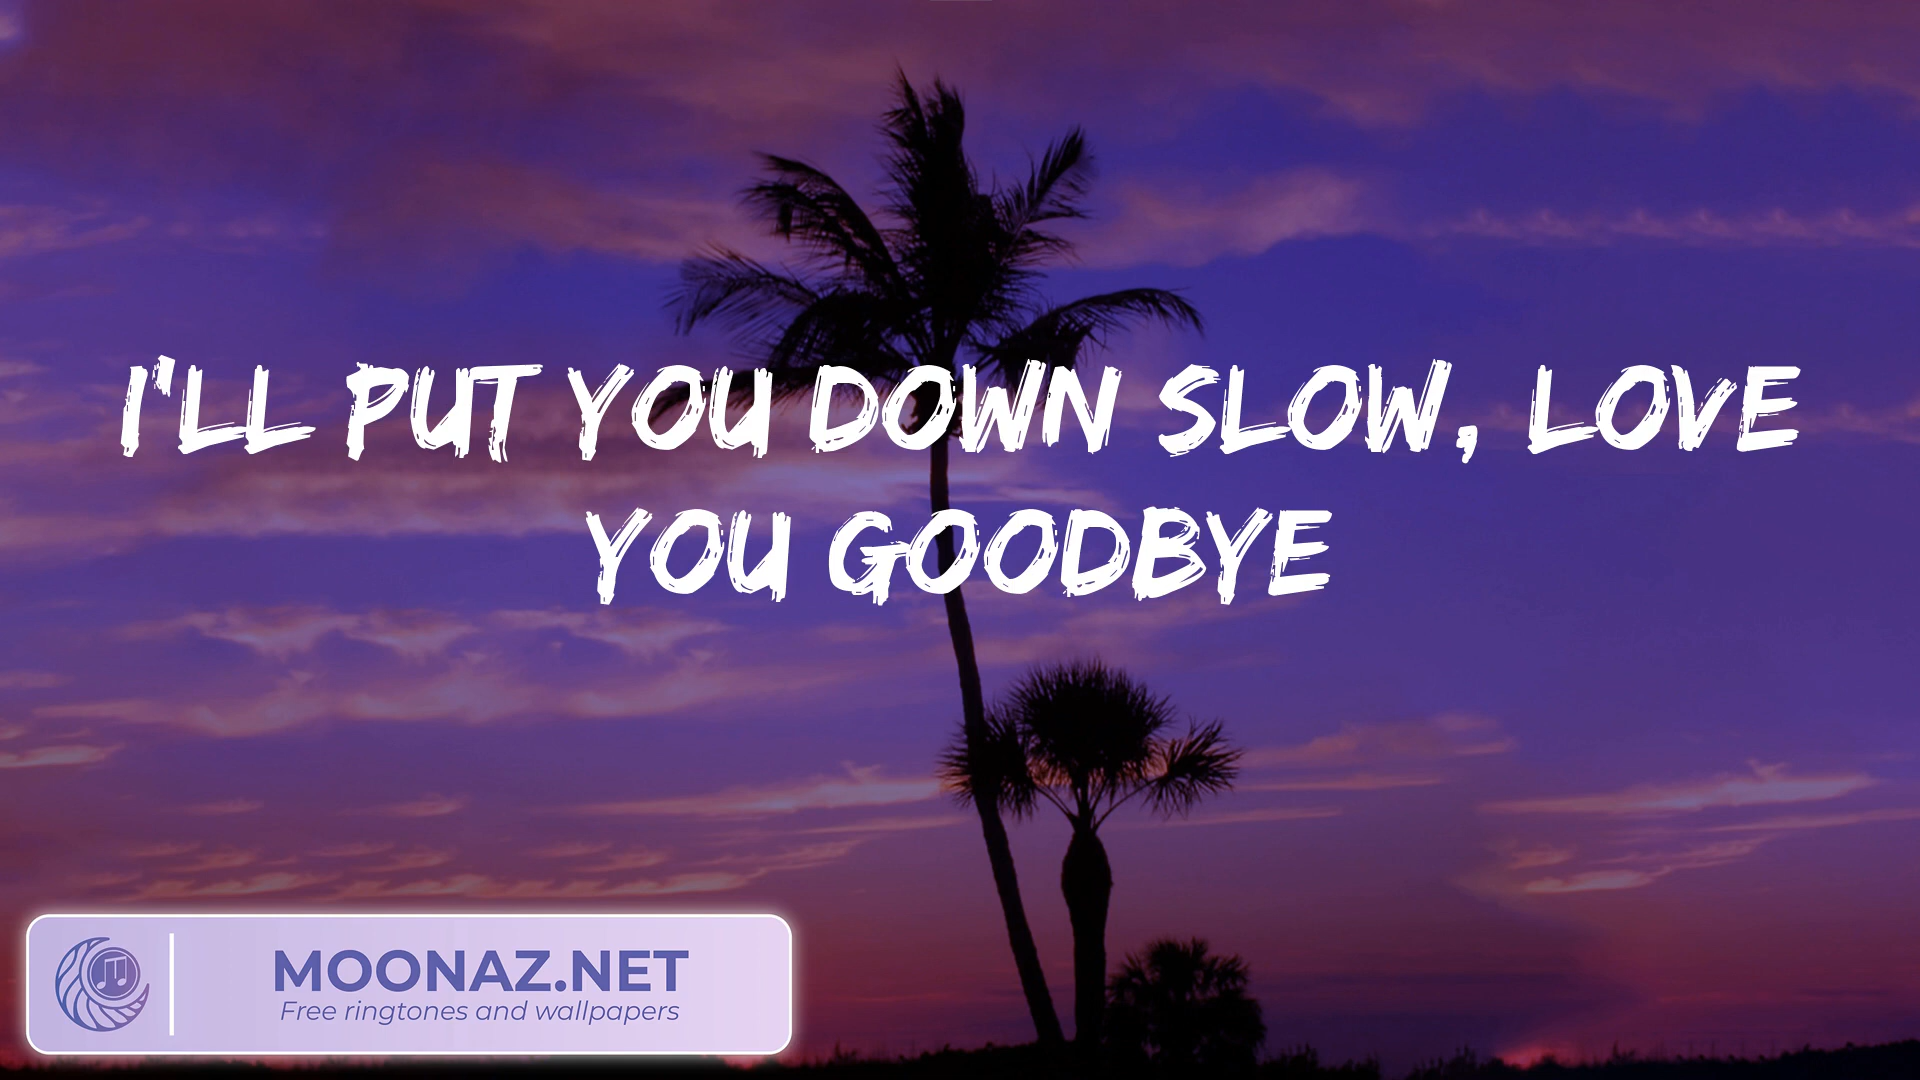 I'LL PUT YOU DOWN SLOW, LOVE
YOU GOODBYE
MOONAZ.NET
Free ringtones and wallpapers